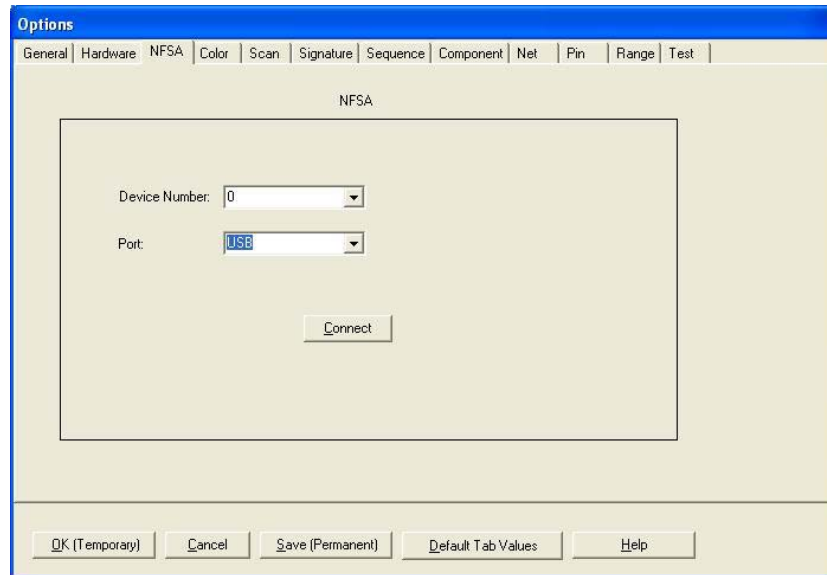 Options
General Hardware NFSA Color Scan Signature Sequence Component Net Pin Range Test
NFSA
Device Number: 0
Port: USB
Connect
OK (Temporary) Cancel Save (Permanent) Default Tab Values Help